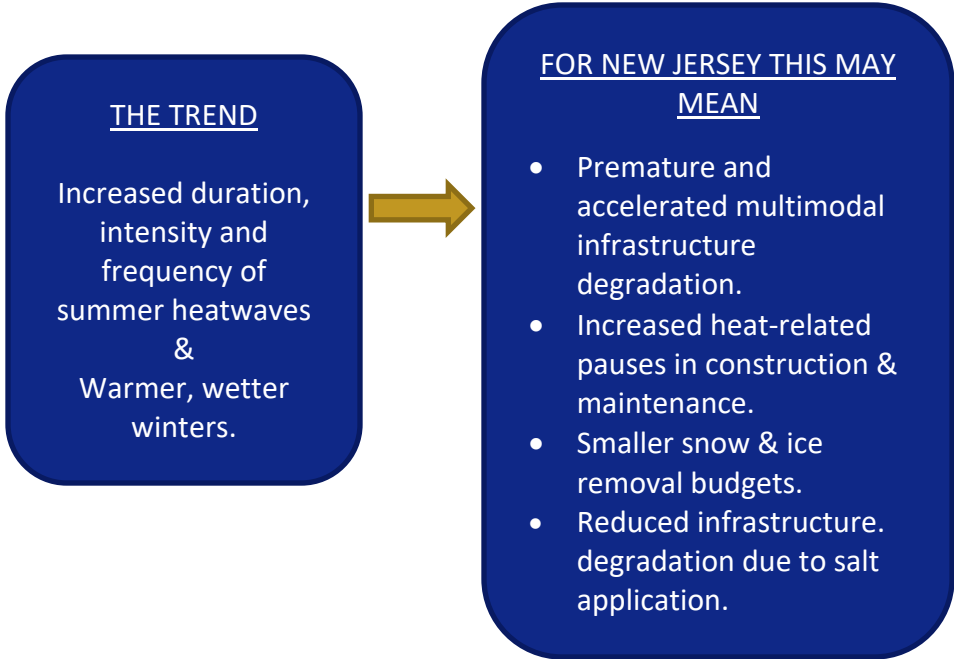 THE TREND
Increased duration,
intensity and
frequency of
summer heatwaves
&
Warmer, wetter
winters.
FOR NEW JERSEY THIS MAY
MEAN
• Premature and
accelerated multimodal
infrastructure
degradation.
• Increased heat-related
pauses in construction &
maintenance.
• Smaller snow & ice
removal budgets.
• Reduced infrastructure.
degradation due to salt
application.